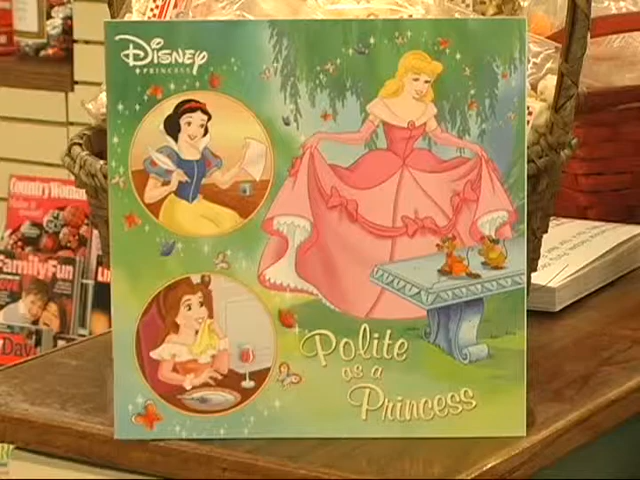 Disney
PRINCESS
Polite
as a
Princess
Country Woman
FamilyFun